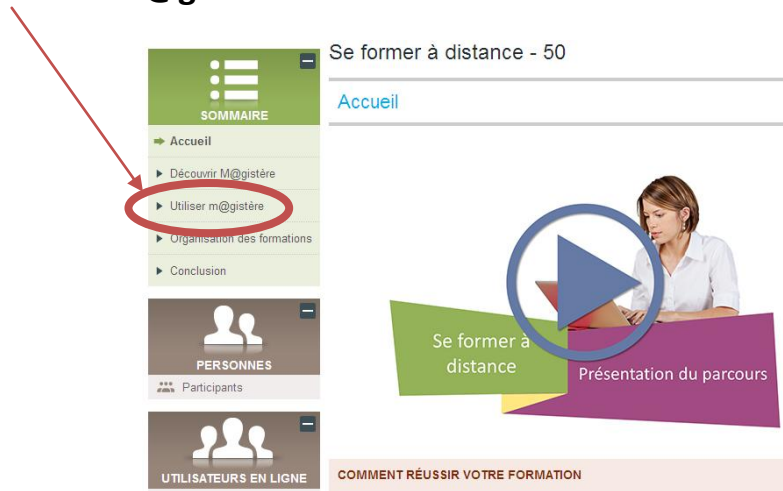 Se former à distance - 50
SOMMAIRE
Accueil
Découvrir M@gistère
Utiliser m@gistère
Organisation des formations
Conclusion
PERSONNES
Participants
UTILISATEURS EN LIGNE
Accueil
Se former à
distance
Présentation du parcours
COMMENT RÉUSSIR VOTRE FORMATION